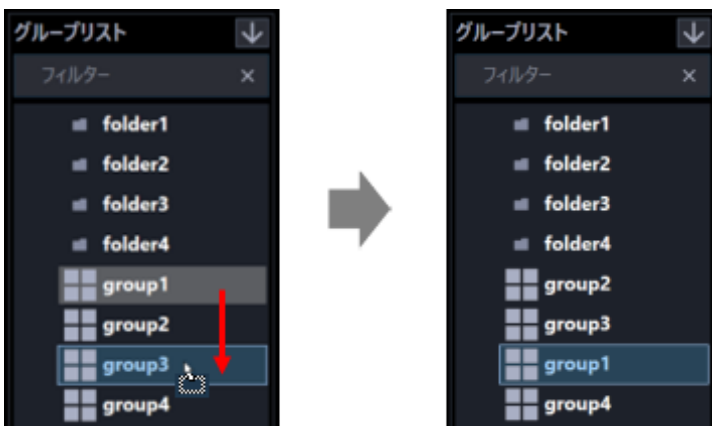 グループリスト
フィルター
folder1
folder2
folder3
folder4
group1
group2
group3
group4
グループリスト
フィルター
folder1
folder2
folder3
folder4
group2
group3
group1
group4